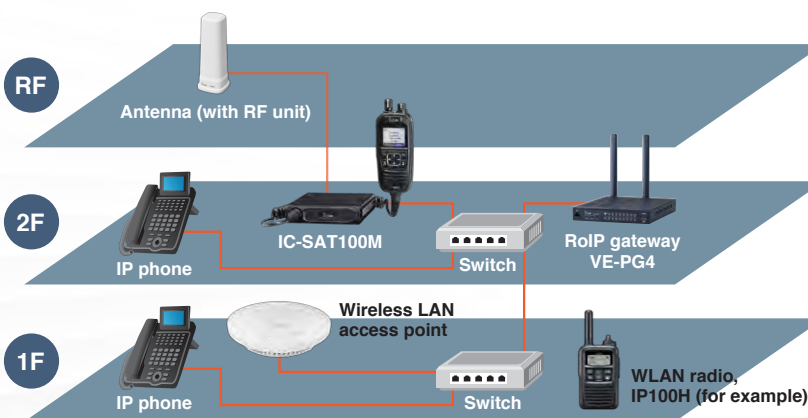 RF
Antenna (with RF unit)
2F
IP phone
IC-SAT100M
Switch
RoIP gateway
VE-PG4
1F
IP phone
Wireless LAN
access point
Switch
WLAN radio,
IP100H (for example)